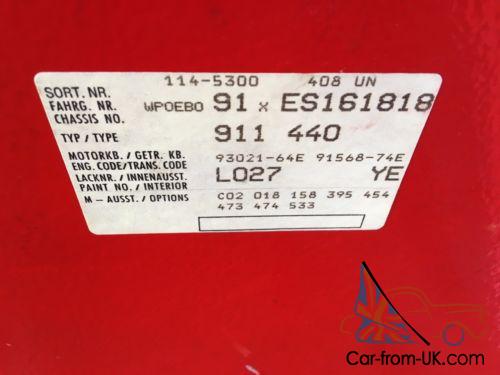 SORT. NR. 114-5300 408 UN
FAHRG. NR.
CHASSIS NO. WPOEBO 91 x ES161818
TYP / TYPE 911 440
MOTORKB. / GETR. KB.
ENG. CODE/TRANS. CODE 93021-64E 91568-74E
LACKNR. / INNENAUSST.
PAINT NO. / INTERIOR L027 YE
M - AUSST. / OPTIONS C02 018 158 395 454
473 474 533
Car-from-UK.com